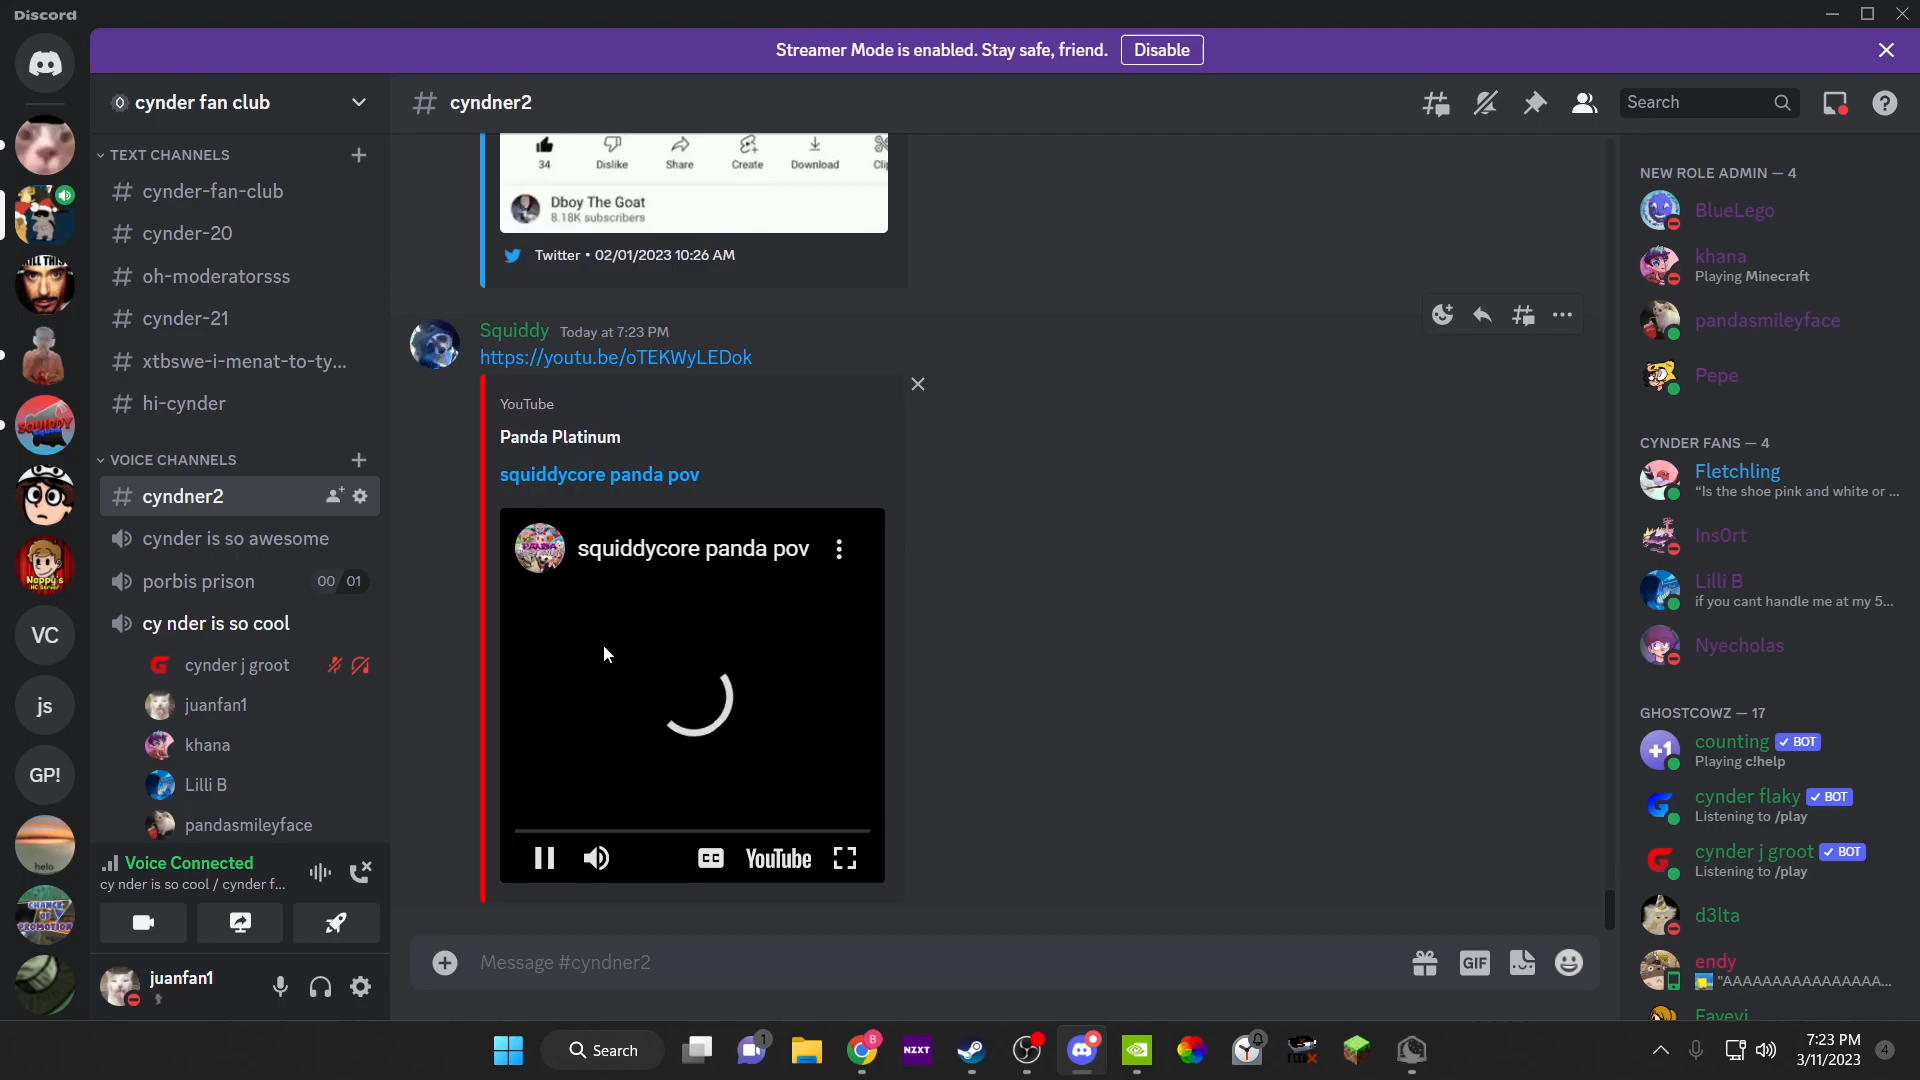 Discord
Streamer Mode is enabled. Stay safe, friend.
Disable
cynder fan club
cyndner2
Search
TEXT CHANNELS
cynder-fan-club
cynder-20
oh-moderatorsss
cynder-21
xtbswe-i-menat-to-ty...
hi-cynder
VOICE CHANNELS
cyndner2
cynder is so awesome
porbis prison
00
01
cy nder is so cool
cynder j groot
juanfan1
khana
Lilli B
pandasmileyface
Voice Connected
cy nder is so cool / cynder f...
juanfan1
VC
js
GP!
helo
34
Dislike
Share
Create
Download
Dboy The Goat
8.18K subscribers
Twitter • 02/01/2023 10:26 AM
Squiddy Today at 7:23 PM
https://youtu.be/oTEKWyLEDok
YouTube
Panda Platinum
squiddycore panda pov
squiddycore panda pov
CC
YouTube
Message #cyndner2
GIF
NEW ROLE ADMIN — 4
BlueLego
khana
Playing Minecraft
pandasmileyface
Pepe
CYNDER FANS — 4
Fletchling
“Is the shoe pink and white or ...
Ins0rt
Lilli B
if you cant handle me at my 5...
Nyecholas
GHOSTCOWZ — 17
+1
counting
BOT
Playing c!help
cynder flaky
BOT
Listening to /play
cynder j groot
BOT
Listening to /play
d3lta
endy
"AAAAAAAAAAAAAAA...
Search
1
B
NZXT
7:23 PM
3/11/2023
4